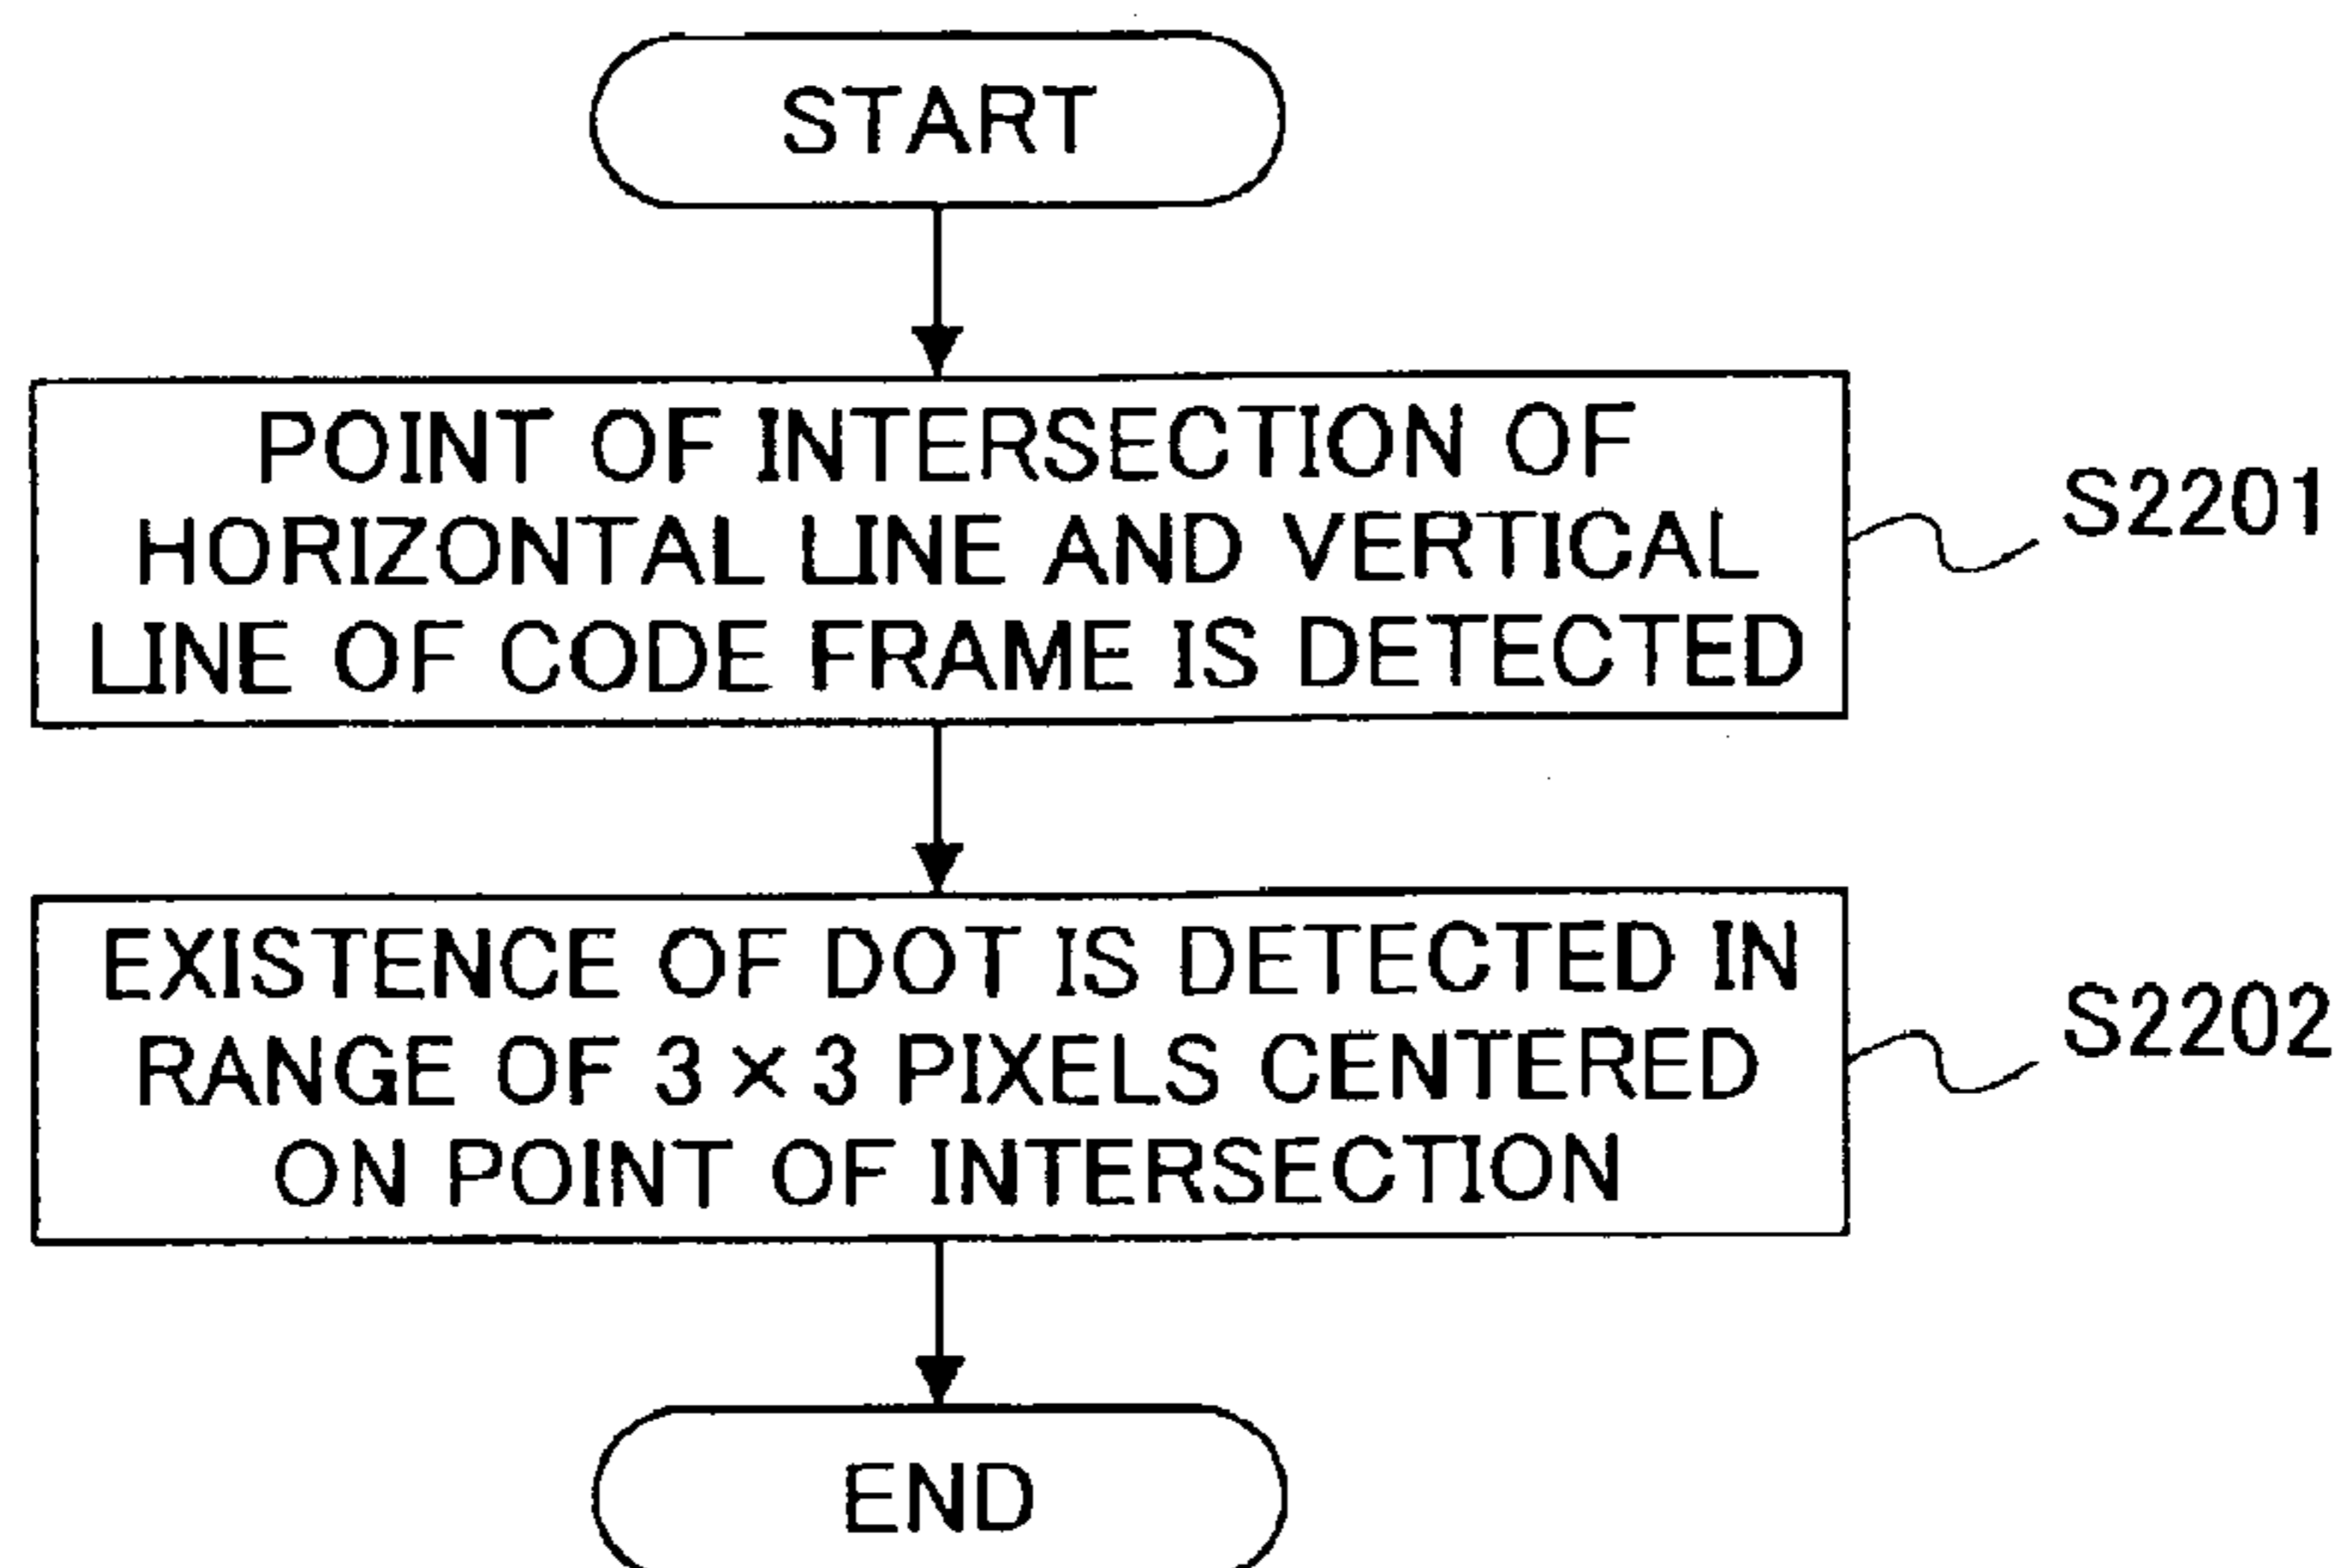 START
POINT OF INTERSECTION OF
HORIZONTAL LINE AND VERTICAL
LINE OF CODE FRAME IS DETECTED
S2201
EXISTENCE OF DOT IS DETECTED IN
RANGE OF 3×3 PIXELS CENTERED
ON POINT OF INTERSECTION
S2202
END